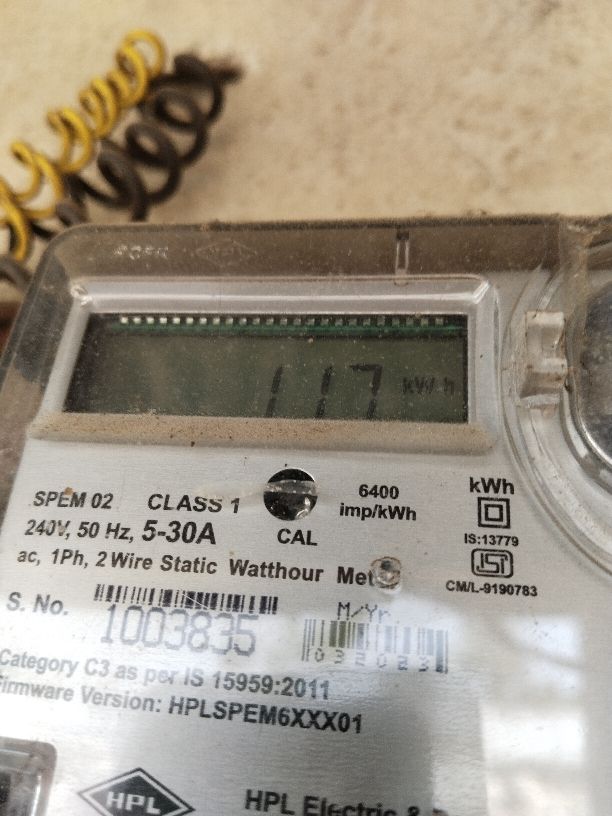 117 kWh
SPEM 02 CLASS 1 6400 imp/kWh kWh
240V, 50 Hz, 5-30A CAL IS:13779
ac, 1Ph, 2 Wire Static Watthour CM/L-9190783
S. No. 1003835 M/Yr.
Category C3 as per IS 15959:2011
Firmware Version: HPLSPEM6XXX01
HPL HPL Electric &